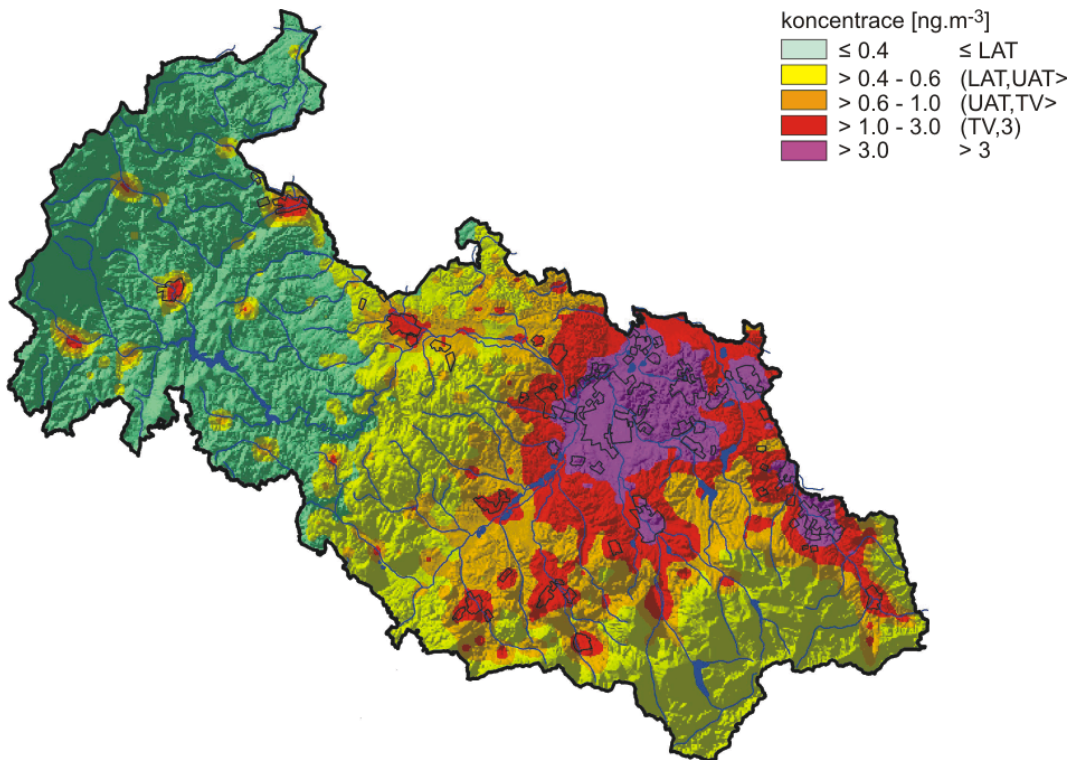 koncentrace [ng.m-3]
≤ 0.4 ≤ LAT
> 0.4 - 0.6 (LAT,UAT>
> 0.6 - 1.0 (UAT,TV>
> 1.0 - 3.0 (TV,3)
> 3.0 > 3